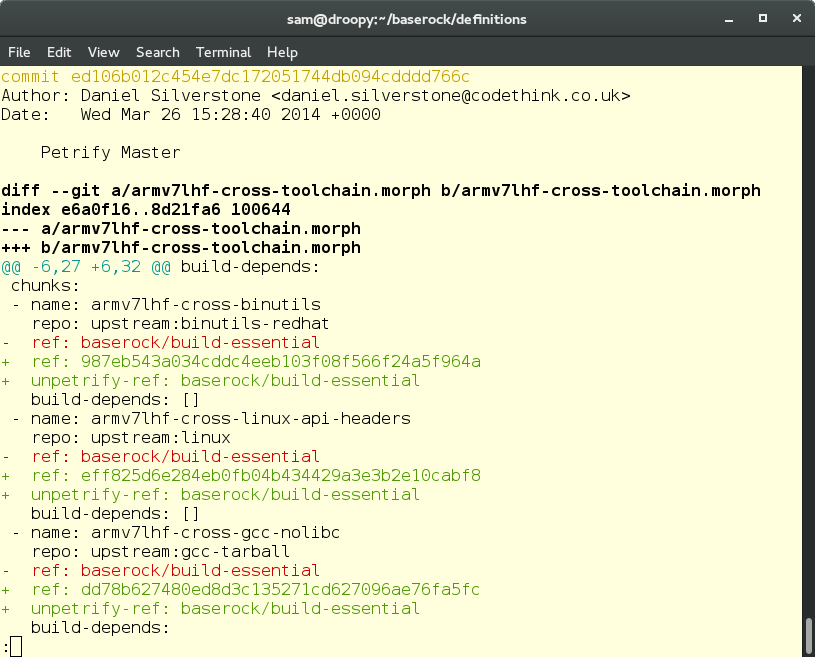 sam@droopy:~/baserock/definitions
File Edit View Search Terminal Help
commit ed106b012c454e7dc172051744db094cdddd766c
Author: Daniel Silverstone <daniel.silverstone@codethink.co.uk>
Date:   Wed Mar 26 15:28:40 2014 +0000
    Petrify Master
diff --git a/armv7lhf-cross-toolchain.morph b/armv7lhf-cross-toolchain.morph
index e6a0f16..8d21fa6 100644
--- a/armv7lhf-cross-toolchain.morph
+++ b/armv7lhf-cross-toolchain.morph
@@ -6,27 +6,32 @@ build-depends:
 chunks:
 - name: armv7lhf-cross-binutils
   repo: upstream:binutils-redhat
-  ref: baserock/build-essential
+  ref: 987eb543a034cddc4eeb103f08f566f24a5f964a
+  unpetrify-ref: baserock/build-essential
   build-depends: []
 - name: armv7lhf-cross-linux-api-headers
   repo: upstream:linux
-  ref: baserock/build-essential
+  ref: eff825d6e284eb0fb04b434429a3e3b2e10cabf8
+  unpetrify-ref: baserock/build-essential
   build-depends: []
 - name: armv7lhf-cross-gcc-nolibc
   repo: upstream:gcc-tarball
-  ref: baserock/build-essential
+  ref: dd78b627480ed8d3c135271cd627096ae76fa5fc
+  unpetrify-ref: baserock/build-essential
   build-depends:
: